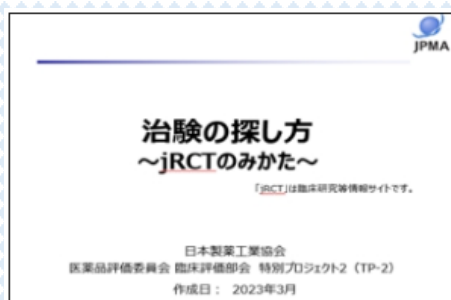 JPMA
治験の探し方
～jRCTのみかた～
「jRCT」は臨床研究等情報サイトです。
日本製薬工業協会
医薬品評価委員会 臨床評価部会 特別プロジェクト2（TP-2）
作成日： 2023年3月